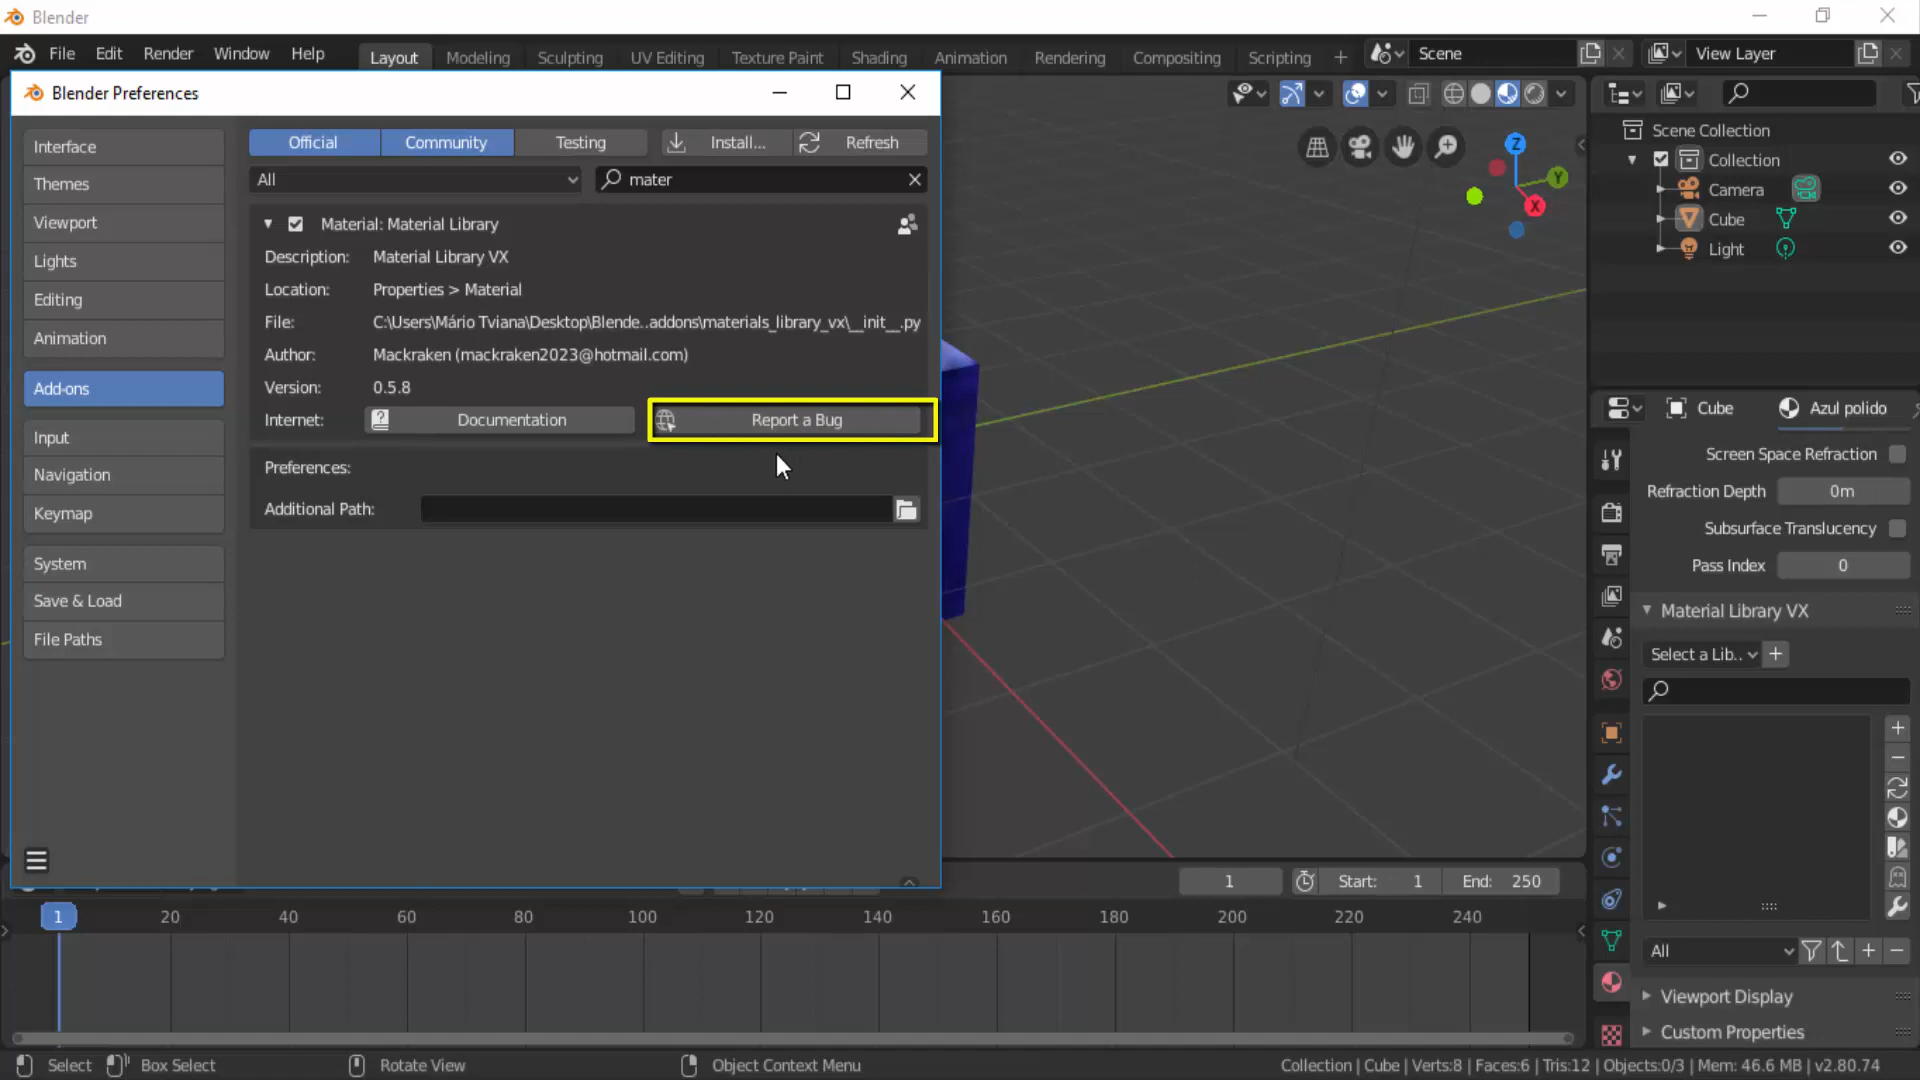 Blender
File Edit Render Window Help Layout Modeling Sculpting UV Editing Texture Paint Shading Animation Rendering Compositing Scripting + Scene View Layer
Blender Preferences
Interface
Themes
Viewport
Lights
Editing
Animation
Add-ons
Input
Navigation
Keymap
System
Save & Load
File Paths
Official Community Testing Install... Refresh
All mater
Material: Material Library
Description: Material Library VX
Location: Properties > Material
File: C:\Users\Mário Tviana\Desktop\Blende..addons\materials_library_vx\__init__.py
Author: Mackraken (mackraken2023@hotmail.com)
Version: 0.5.8
Internet: Documentation Report a Bug
Preferences:
Additional Path:
Z
Y
X
Scene Collection
Collection
Camera
Cube
Light
Cube Azul polido
Screen Space Refraction
Refraction Depth 0m
Subsurface Translucency
Pass Index 0
Material Library VX
Select a Lib..
All
Viewport Display
Custom Properties
1 Start: 1 End: 250
1 20 40 60 80 100 120 140 160 180 200 220 240
Select Box Select Rotate View Object Context Menu Collection | Cube | Verts:8 | Faces:6 | Tris:12 | Objects:0/3 | Mem: 46.6 MB | v2.80.74